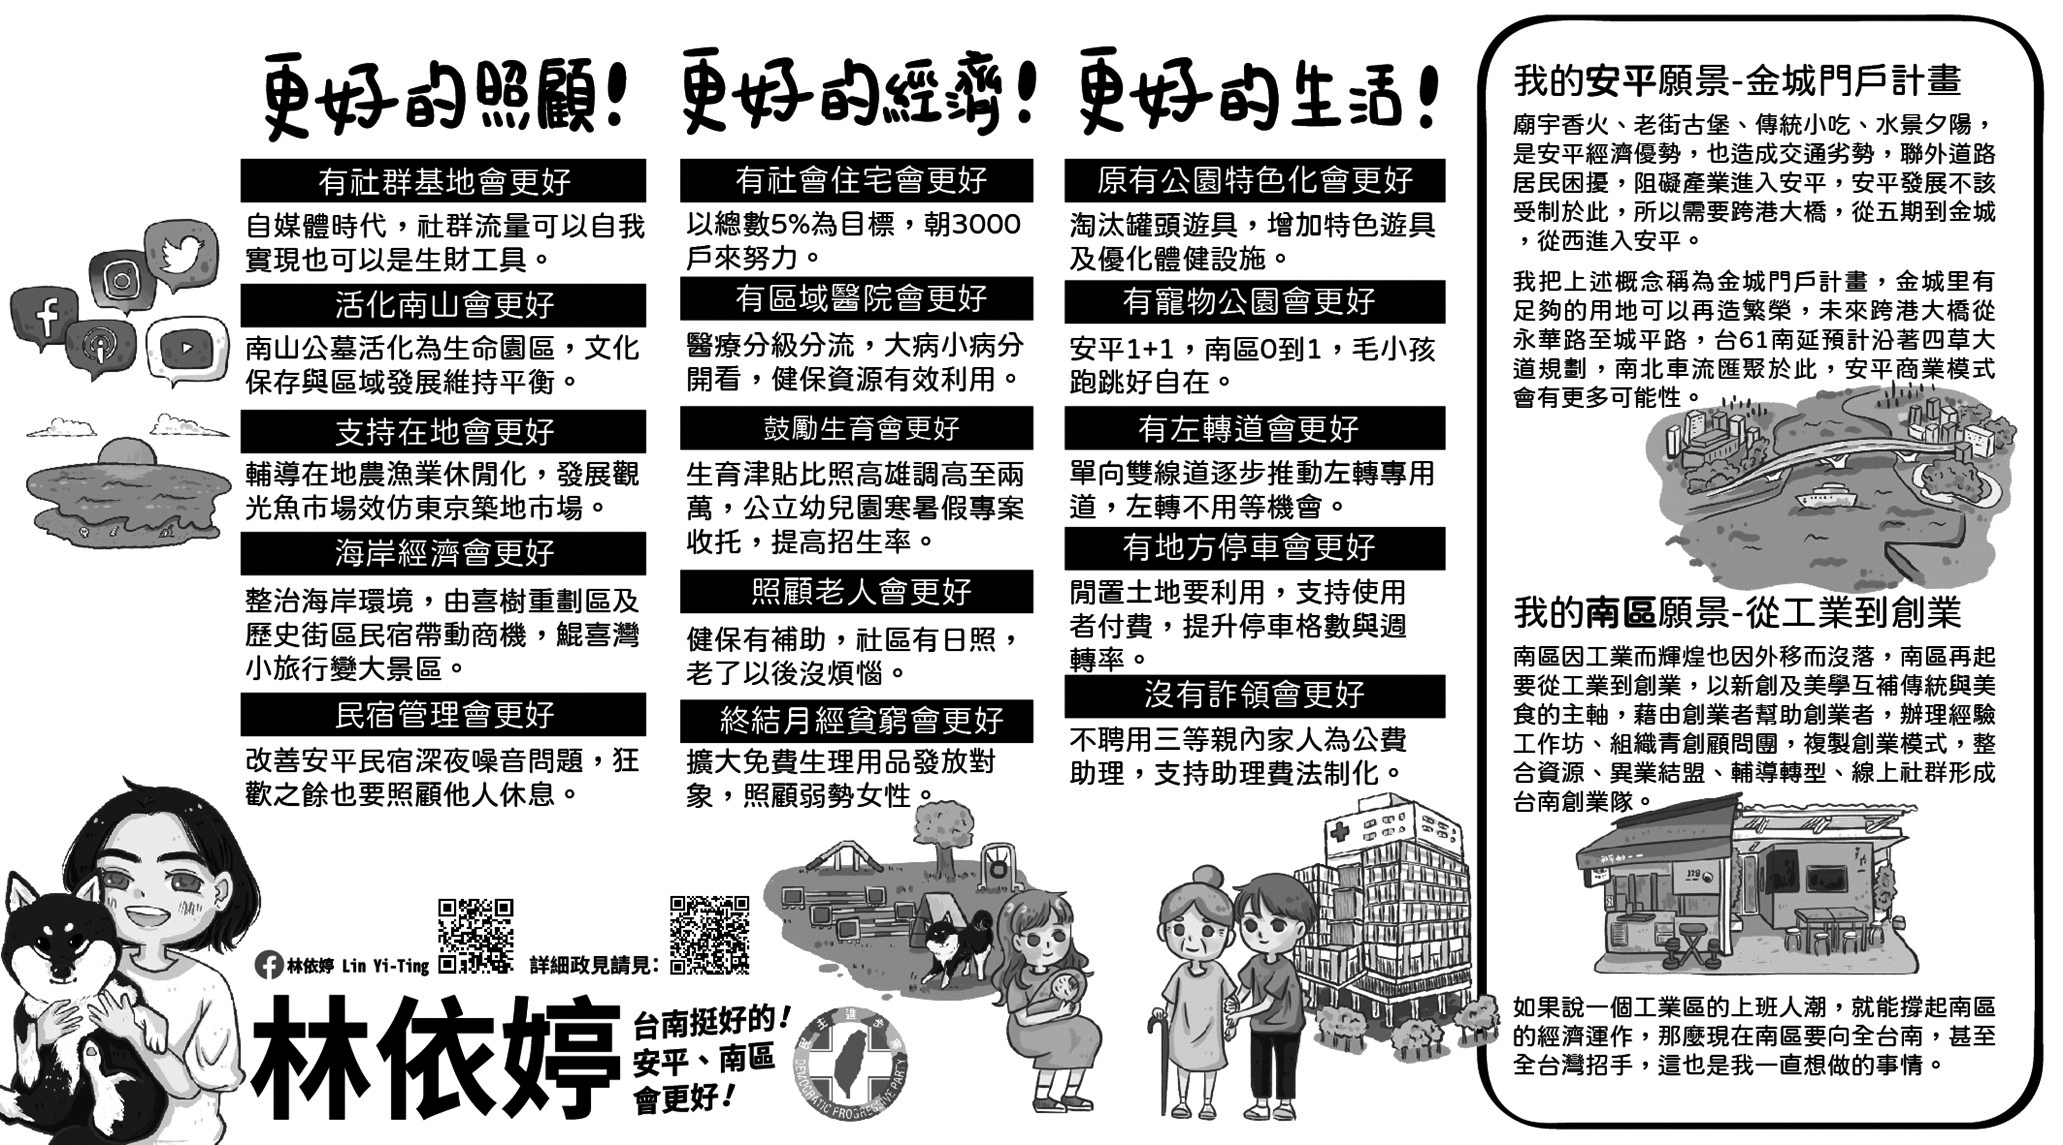 更好的照顧!
有社群基地會更好
自媒體時代，社群流量可以自我
實現也可以是生財工具。
活化南山會更好
南山公墓活化為生命園區，文化
保存與區域發展維持平衡。
支持在地會更好
輔導在地農漁業休閒化，發展觀
光魚市場效仿東京築地市場。
海岸經濟會更好
整治海岸環境，由喜樹重劃區及
歷史街區民宿帶動商機，鯤喜灣
小旅行變大景區。
民宿管理會更好
改善安平民宿深夜噪音問題，狂
歡之餘也要照顧他人休息。
更好的經濟!
有社會住宅會更好
以總數5%為目標，朝3000
戶來努力。
有區域醫院會更好
醫療分級分流，大病小病分
開看，健保資源有效利用。
鼓勵生育會更好
生育津貼比照高雄調高至兩
萬，公立幼兒園寒暑假專案
收托，提高招生率。
照顧老人會更好
健保有補助，社區有日照，
老了以後沒煩惱。
終結月經貧窮會更好
擴大免費生理用品發放對
象，照顧弱勢女性。
更好的生活!
原有公園特色化會更好
淘汰罐頭遊具，增加特色遊具
及優化體健設施。
有寵物公園會更好
安平1+1，南區0到1，毛小孩
跑跳好自在。
有左轉道會更好
單向雙線道逐步推動左轉專用
道，左轉不用等機會。
有地方停車會更好
閒置土地要利用，支持使用
者付費，提升停車格數與週
轉率。
沒有詐領會更好
不聘用三等親內家人為公費
助理，支持助理費法制化。
林依婷 Lin Yi-Ting
詳細政見請見：
林依婷
台南挺好的!
安平、南區
會更好!
民主進步黨
DEMOCRATIC PROGRESSIVE PARTY
我的安平願景-金城門戶計畫
廟宇香火、老街古堡、傳統小吃、水景夕陽，
是安平經濟優勢，也造成交通劣勢，聯外道路
居民困擾，阻礙產業進入安平，安平發展不該
受制於此，所以需要跨港大橋，從五期到金城
，從西進入安平。
我把上述概念稱為金城門戶計畫，金城里有
足夠的用地可以再造繁榮，未來跨港大橋從
永華路至城平路，台61南延預計沿著四草大
道規劃，南北車流匯聚於此，安平商業模式
會有更多可能性。
我的南區願景-從工業到創業
南區因工業而輝煌也因外移而沒落，南區再起
要從工業到創業，以新創及美學互補傳統與美
食的主軸，藉由創業者幫助創業者，辦理經驗
工作坊、組織青創顧問團，複製創業模式，整
合資源、異業結盟、輔導轉型、線上社群形成
台南創業隊。
如果說一個工業區的上班人潮，就能撐起南區
的經濟運作，那麼現在南區要向全台南，甚至
全台灣招手，這也是我一直想做的事情。